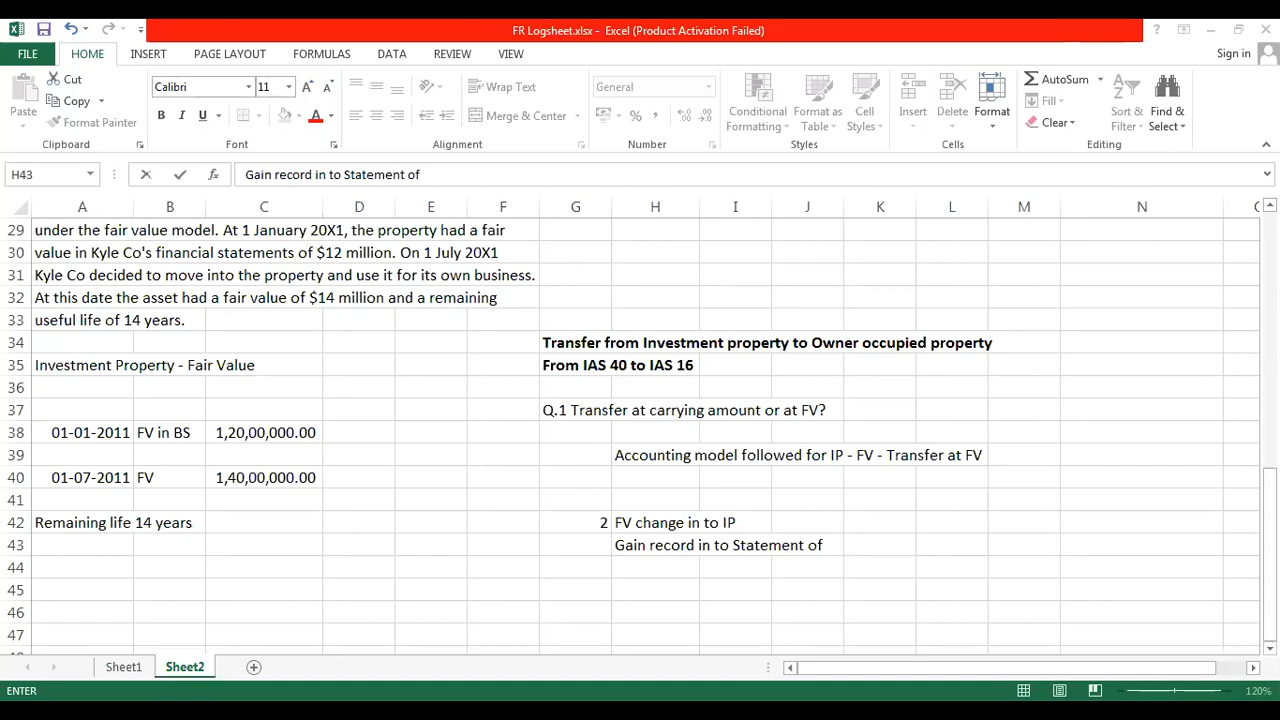 FR Logsheet.xlsx - Excel (Product Activation Failed)
FILE HOME INSERT PAGE LAYOUT FORMULAS DATA REVIEW VIEW Sign in
Cut
Copy
Format Painter
Paste
Clipboard
Calibri 11
B I U A
Font
Wrap Text
Merge & Center
Alignment
General
%
Number
Conditional Formatting
Format as Table
Cell Styles
Styles
Insert Delete Format
Cells
AutoSum
Fill
Clear
Sort & Filter
Find & Select
Editing
H43 fx Gain record in to Statement of
A B C D E F G H I J K L M N
29 under the fair value model. At 1 January 20X1, the property had a fair
30 value in Kyle Co's financial statements of $12 million. On 1 July 20X1
31 Kyle Co decided to move into the property and use it for its own business.
32 At this date the asset had a fair value of $14 million and a remaining
33 useful life of 14 years.
34 Transfer from Investment property to Owner occupied property
35 Investment Property - Fair Value From IAS 40 to IAS 16
36
37 Q.1 Transfer at carrying amount or at FV?
38 01-01-2011 FV in BS 1,20,00,000.00
39 Accounting model followed for IP - FV - Transfer at FV
40 01-07-2011 FV 1,40,00,000.00
41
42 Remaining life 14 years 2 FV change in to IP
43 Gain record in to Statement of
44
45
46
47
Sheet1 Sheet2
ENTER 120%